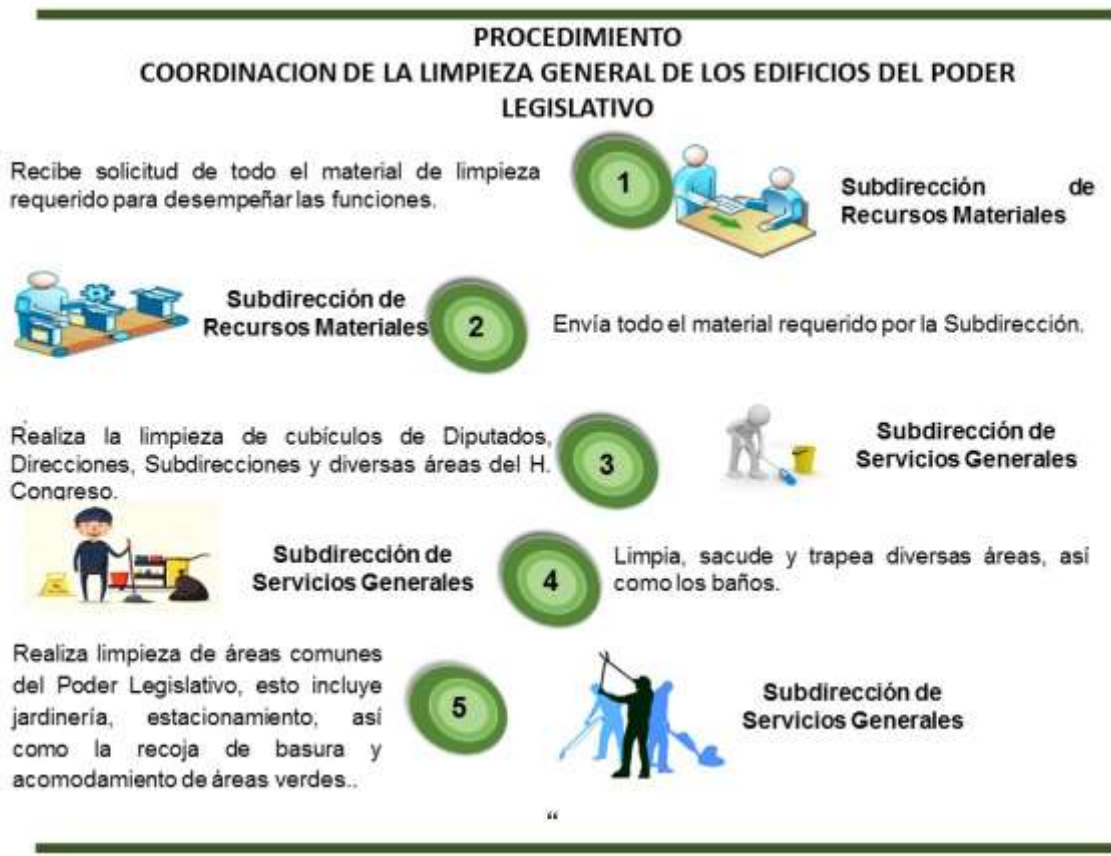 PROCEDIMIENTO
COORDINACION DE LA LIMPIEZA GENERAL DE LOS EDIFICIOS DEL PODER
LEGISLATIVO
Recibe solicitud de todo el material de limpieza
requerido para desempeñar las funciones.
1
Subdirección de
Recursos Materiales
Subdirección de
Recursos Materiales
2
Envía todo el material requerido por la Subdirección.
Realiza la limpieza de cubículos de Diputados,
Direcciones, Subdirecciones y diversas áreas del H.
Congreso.
3
Subdirección de
Servicios Generales
Subdirección de
Servicios Generales
4
Limpia, sacude y trapea diversas áreas, así
como los baños.
Realiza limpieza de áreas comunes
del Poder Legislativo, esto incluye
jardinería, estacionamiento, así
como la recoja de basura y
acomodamiento de áreas verdes..
5
Subdirección de
Servicios Generales
“